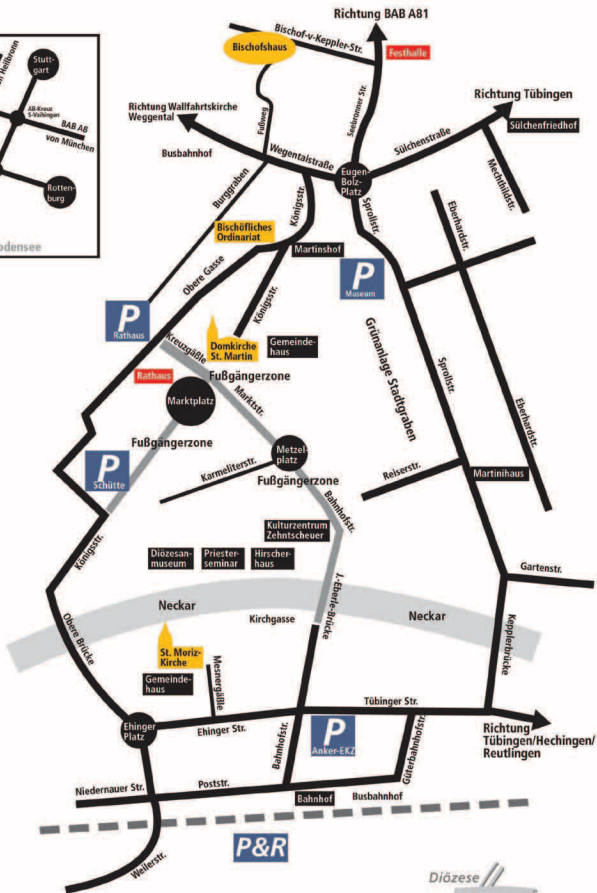 Richtung BAB A81
Bischof-v-Keppler-Str.
Bischofshaus
Festhalle
Stutt-
gart
Heilbronn
AB-Kreuz
S-Vaihingen
BAB A8
von München
Rotten-
burg
odensee
Fußweg
Seebronner Str.
Richtung Tübingen
Richtung Wallfahrtskirche
Weggental
Sülchenfriedhof
Sülchenstraße
Busbahnhof
Wegentalstraße
Eugen-
Bolz-
Platz
Mechthildstr.
Burggraben
Königsstr.
Sprollstr.
Eberhardstr.
Bischöfliches
Ordinariat
Martinshof
Obere Gasse
P
Museum
Königsstr.
P
Rathaus
Kreuzgäßle
Domkirche
St. Martin
Gemeinde-
haus
Grünanlage Stadtgraben
Rathaus
Fußgängerzone
Sprollstr.
Marktplatz
Marktstr.
Eberhardstr.
Fußgängerzone
Metzel-
platz
P
Schütte
Karmeliterstr.
Fußgängerzone
Reiserstr.
Martinihaus
Bahnhofstr.
Kulturzentrum
Zehntscheuer
Königsstr.
Diözesan-
museum
Priester-
seminar
Hirscher-
haus
Gartenstr.
J.-Eberle-Brücke
Neckar
Kirchgasse
Neckar
Obere Brücke
Kepplerbrücke
St. Moriz-
Kirche
Gemeinde-
haus
Mesnergäßle
Tübinger Str.
Ehinger
Platz
Ehinger Str.
Bahnhofstr.
P
Anker-EKZ
Güterbahnhofstr.
Richtung
Tübingen/Hechingen/
Reutlingen
Niedernauer Str.
Poststr.
Bahnhof
Busbahnhof
P&R
Weilerstr.
Diözese